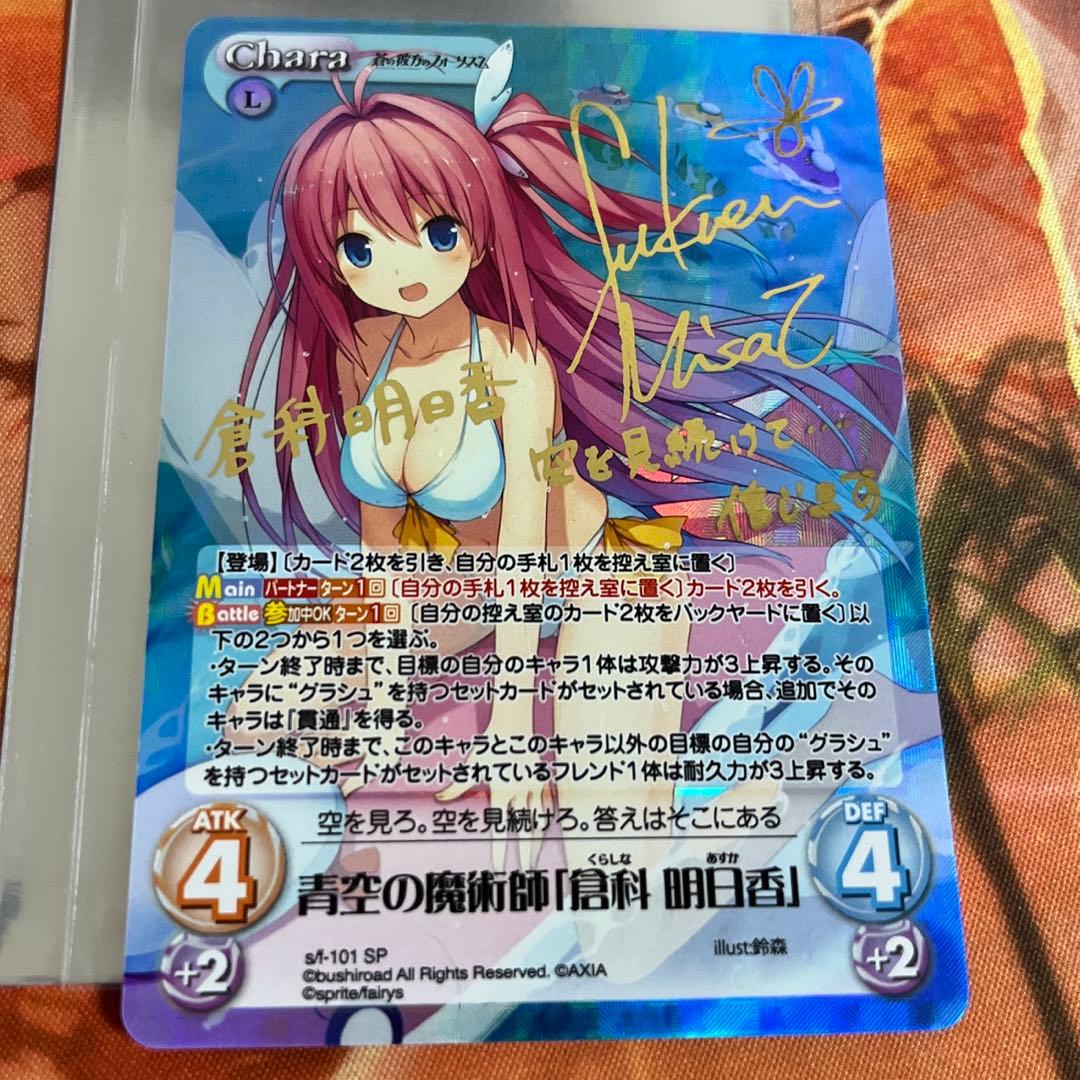 Chara 蒼の彼方のフォーリズム
L
Misaと
倉科明日香
空を見続けて...
信じます
【登場】〔カード2枚を引き、自分の手札1枚を控え室に置く〕
Main パートナー ターン1回 〔自分の手札1枚を控え室に置く〕カード2枚を引く。
Battle 参加中OK ターン1回 〔自分の控え室のカード2枚をバックヤードに置く〕以
下の2つから1つを選ぶ。
・ターン終了時まで、目標の自分のキャラ1体は攻撃力が3上昇する。その
キャラに“グラシュ”を持つセットカードがセットされている場合、追加でその
キャラは「貫通」を得る。
・ターン終了時まで、このキャラとこのキャラ以外の目標の自分の“グラシュ”
を持つセットカードがセットされているフレンド1体は耐久力が3上昇する。
ATK
4
DEF
4
空を見ろ。空を見続けろ。答えはそこにある
くらしな あすか
青空の魔術師「倉科 明日香」
+2
+2
s/f-101 SP
illust:鈴森
©bushiroad All Rights Reserved. ©AXIA
©sprite/fairys